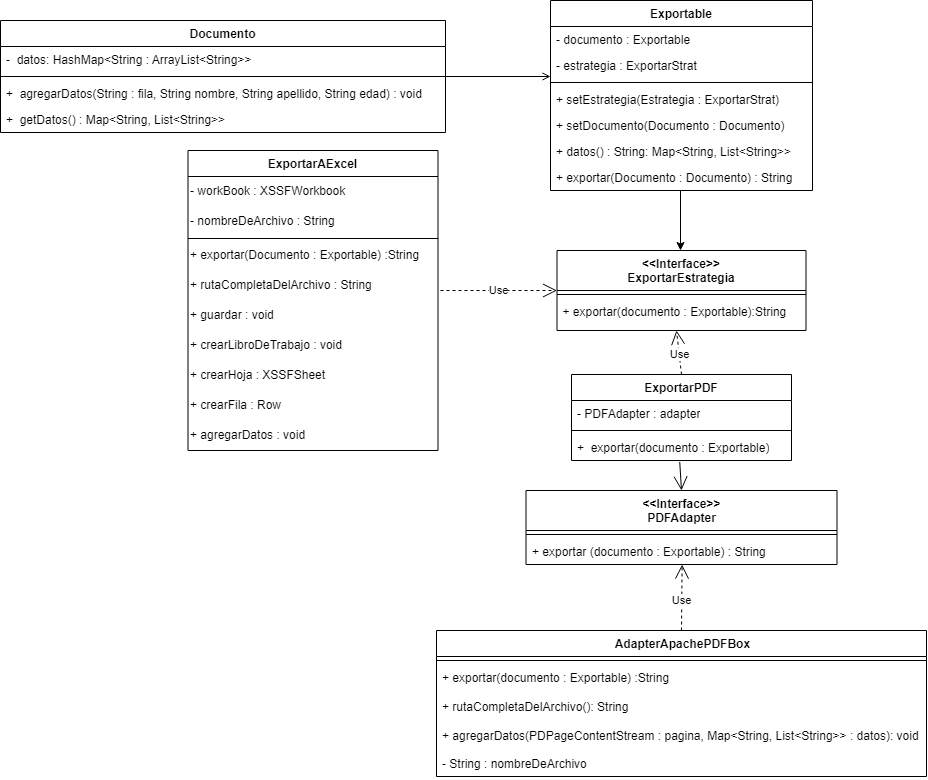 Documento
- datos: HashMap<String : ArrayList<String>>
+ agregarDatos(String : fila, String nombre, String apellido, String edad) : void
+ getDatos() : Map<String, List<String>>
Exportable
- documento : Exportable
- estrategia : ExportarStrat
+ setEstrategia(Estrategia : ExportarStrat)
+ setDocumento(Documento : Documento)
+ datos() : String: Map<String, List<String>>
+ exportar(Documento : Documento) : String
ExportarAExcel
- workBook : XSSFWorkbook
- nombreDeArchivo : String
+ exportar(Documento : Exportable) :String
+ rutaCompletaDelArchivo : String
+ guardar : void
+ crearLibroDeTrabajo : void
+ crearHoja : XSSFSheet
+ crearFila : Row
+ agregarDatos : void
Use
<<Interface>>
ExportarEstrategia
+ exportar(documento : Exportable):String
Use
ExportarPDF
- PDFAdapter : adapter
+ exportar(documento : Exportable)
<<Interface>>
PDFAdapter
+ exportar (documento : Exportable) : String
Use
AdapterApachePDFBox
+ exportar(documento : Exportable) :String
+ rutaCompletaDelArchivo(): String
+ agregarDatos(PDPageContentStream : pagina, Map<String, List<String>> : datos): void
- String : nombreDeArchivo